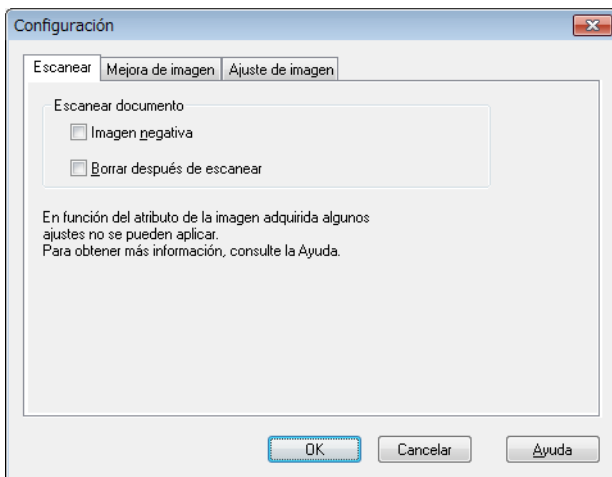 Configuración
Escanear Mejora de imagen Ajuste de imagen
Escanear documento
Imagen negativa
Borrar después de escanear
En función del atributo de la imagen adquirida algunos
ajustes no se pueden aplicar.
Para obtener más información, consulte la Ayuda.
OK Cancelar Ayuda